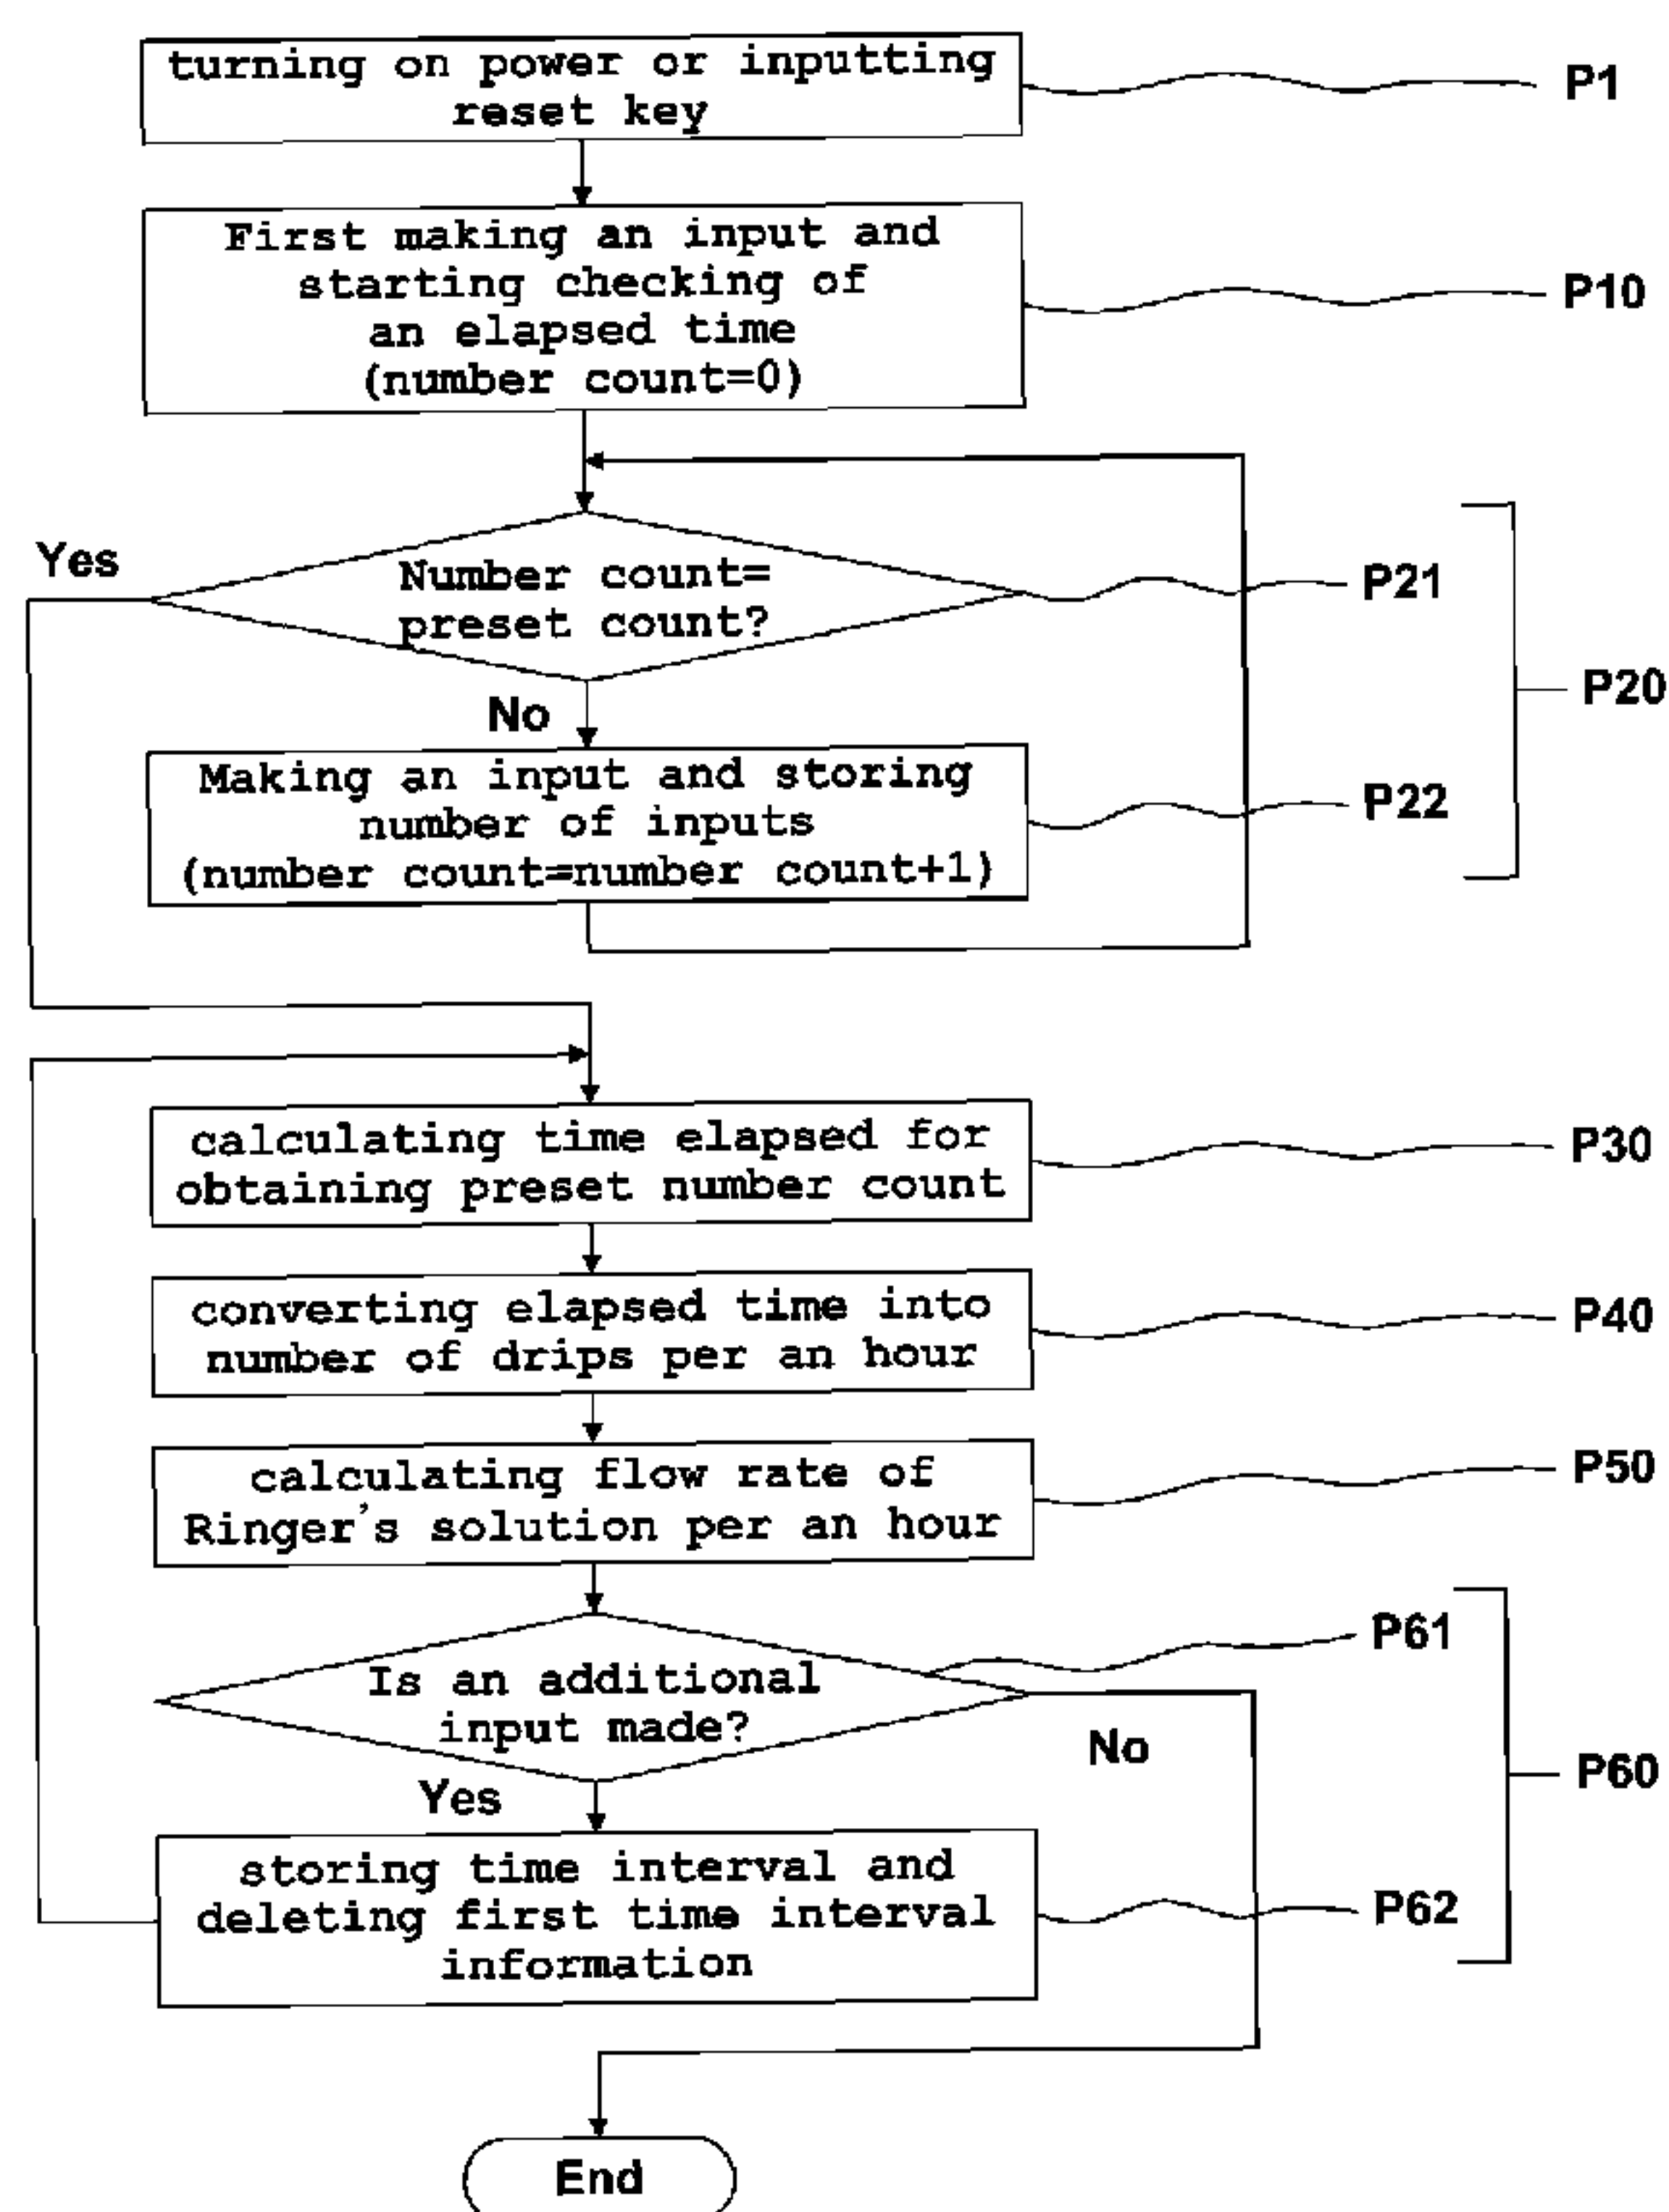 turning on power or inputting
reset key
P1
First making an input and
starting checking of
an elapsed time
(number count=0)
P10
Yes
Number count=
preset count?
P21
P20
No
Making an input and storing
number of inputs
(number count=number count+1)
P22
calculating time elapsed for
obtaining preset number count
P30
converting elapsed time into
number of drips per an hour
P40
calculating flow rate of
Ringer's solution per an hour
P50
P61
Is an additional
input made?
No
P60
Yes
storing time interval and
deleting first time interval
information
P62
End